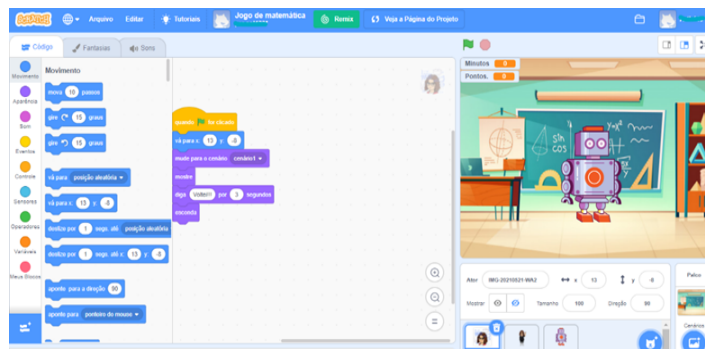 SCRATCH Arquivo Editar Tutoriais Jogo de matemática Remix Veja a Página do Projeto
Código Fantasias Sons
Movimento
Aparência
Som
Eventos
Controle
Sensores
Operadores
Variáveis
Meus Blocos
Movimento
mova 10 passos
gire 15 graus
gire 15 graus
vá para posição aleatória
vá para x: 13 y: -8
deslize por 1 segs. até posição aleatória
deslize por 1 segs. até x: 13 y: -8
aponte para a direção 90
aponte para ponteiro do mouse
quando for clicado
vá para x: 13 y: -8
mude para o cenário cenário1
mostre
diga por 3 segundos
esconda
Minutos 0
Pontos. 0
sin
cos
Ator IMG-20210821-WA2 x 13 y -8
Mostrar Tamanho 100 Direção 90
Palco
Cenários